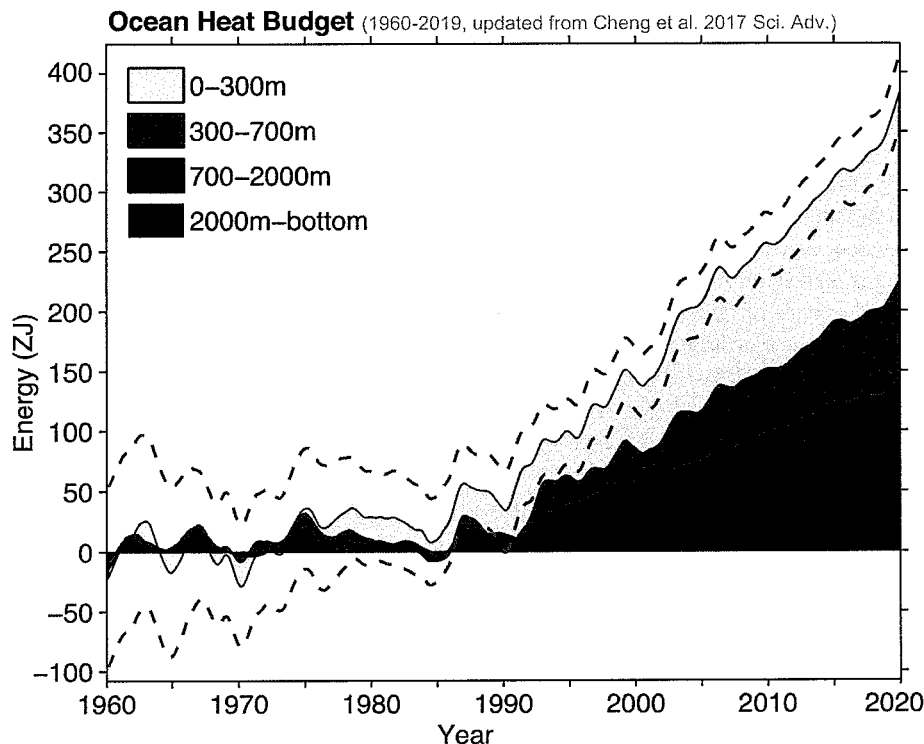 Ocean Heat Budget (1960-2019, updated from Cheng et al. 2017 Sci. Adv.)
400
350
300
250
200
150
100
50
0
−50
−100
Energy (ZJ)
0−300m
300−700m
700−2000m
2000m−bottom
1960 1970 1980 1990 2000 2010 2020
Year